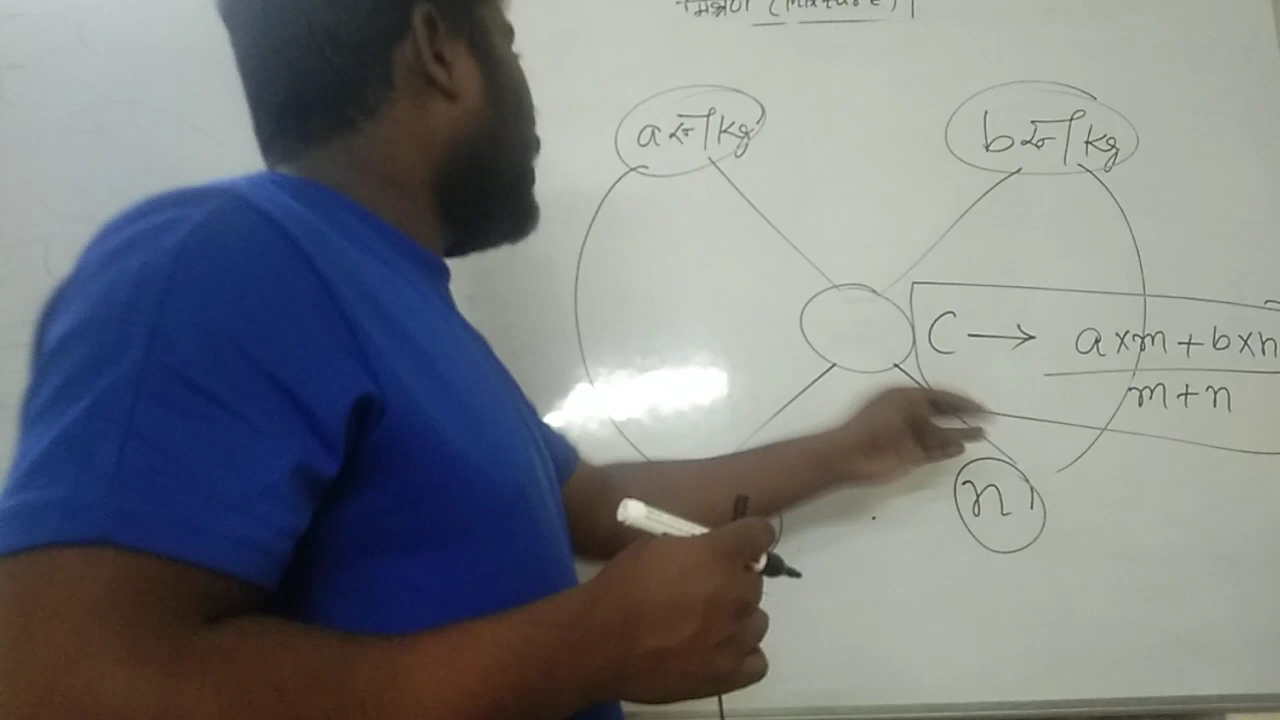 मिश्रण (Mixture)
a रू/kg b रू/kg
C → a×m + b×n
m+n
n